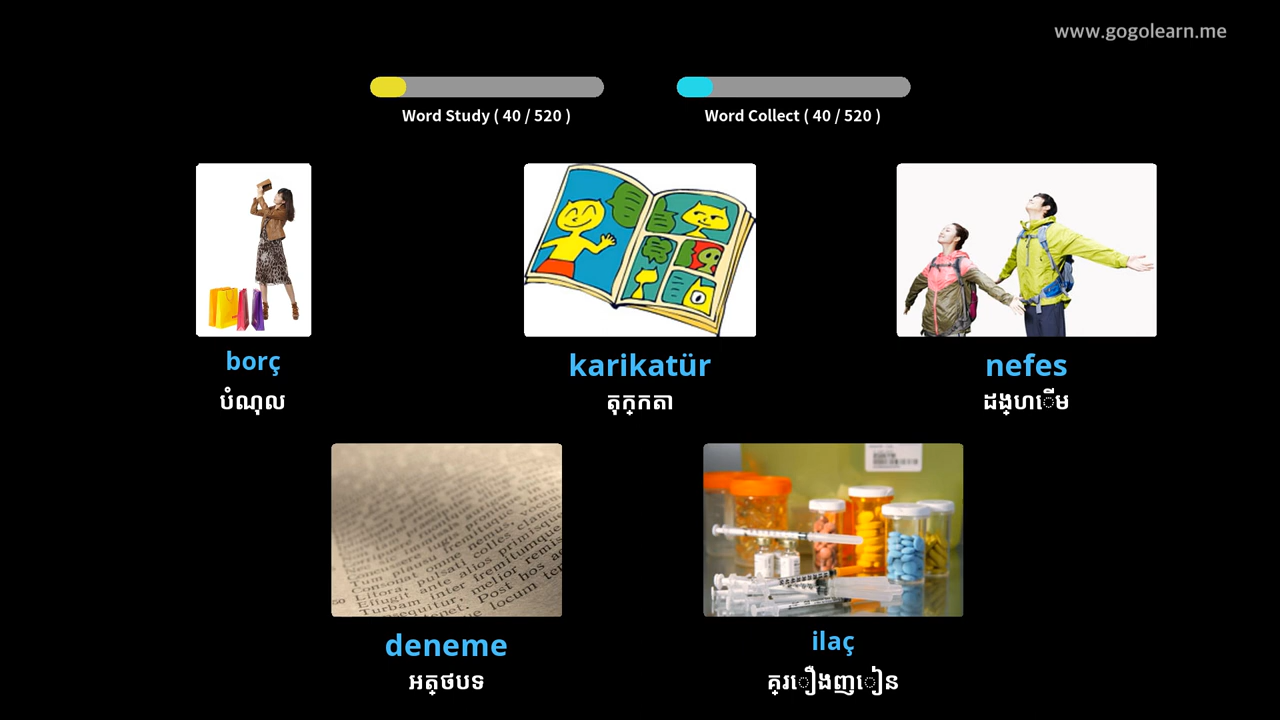 www.gogolearn.me
Word Study ( 40 / 520 )
Word Collect ( 40 / 520 )
borç
karikatür
nefes
បំណុល
តុក្កតា
ដង្ហើម
deneme
ilaç
អត្ថបទ
គ្រឿងញៀន